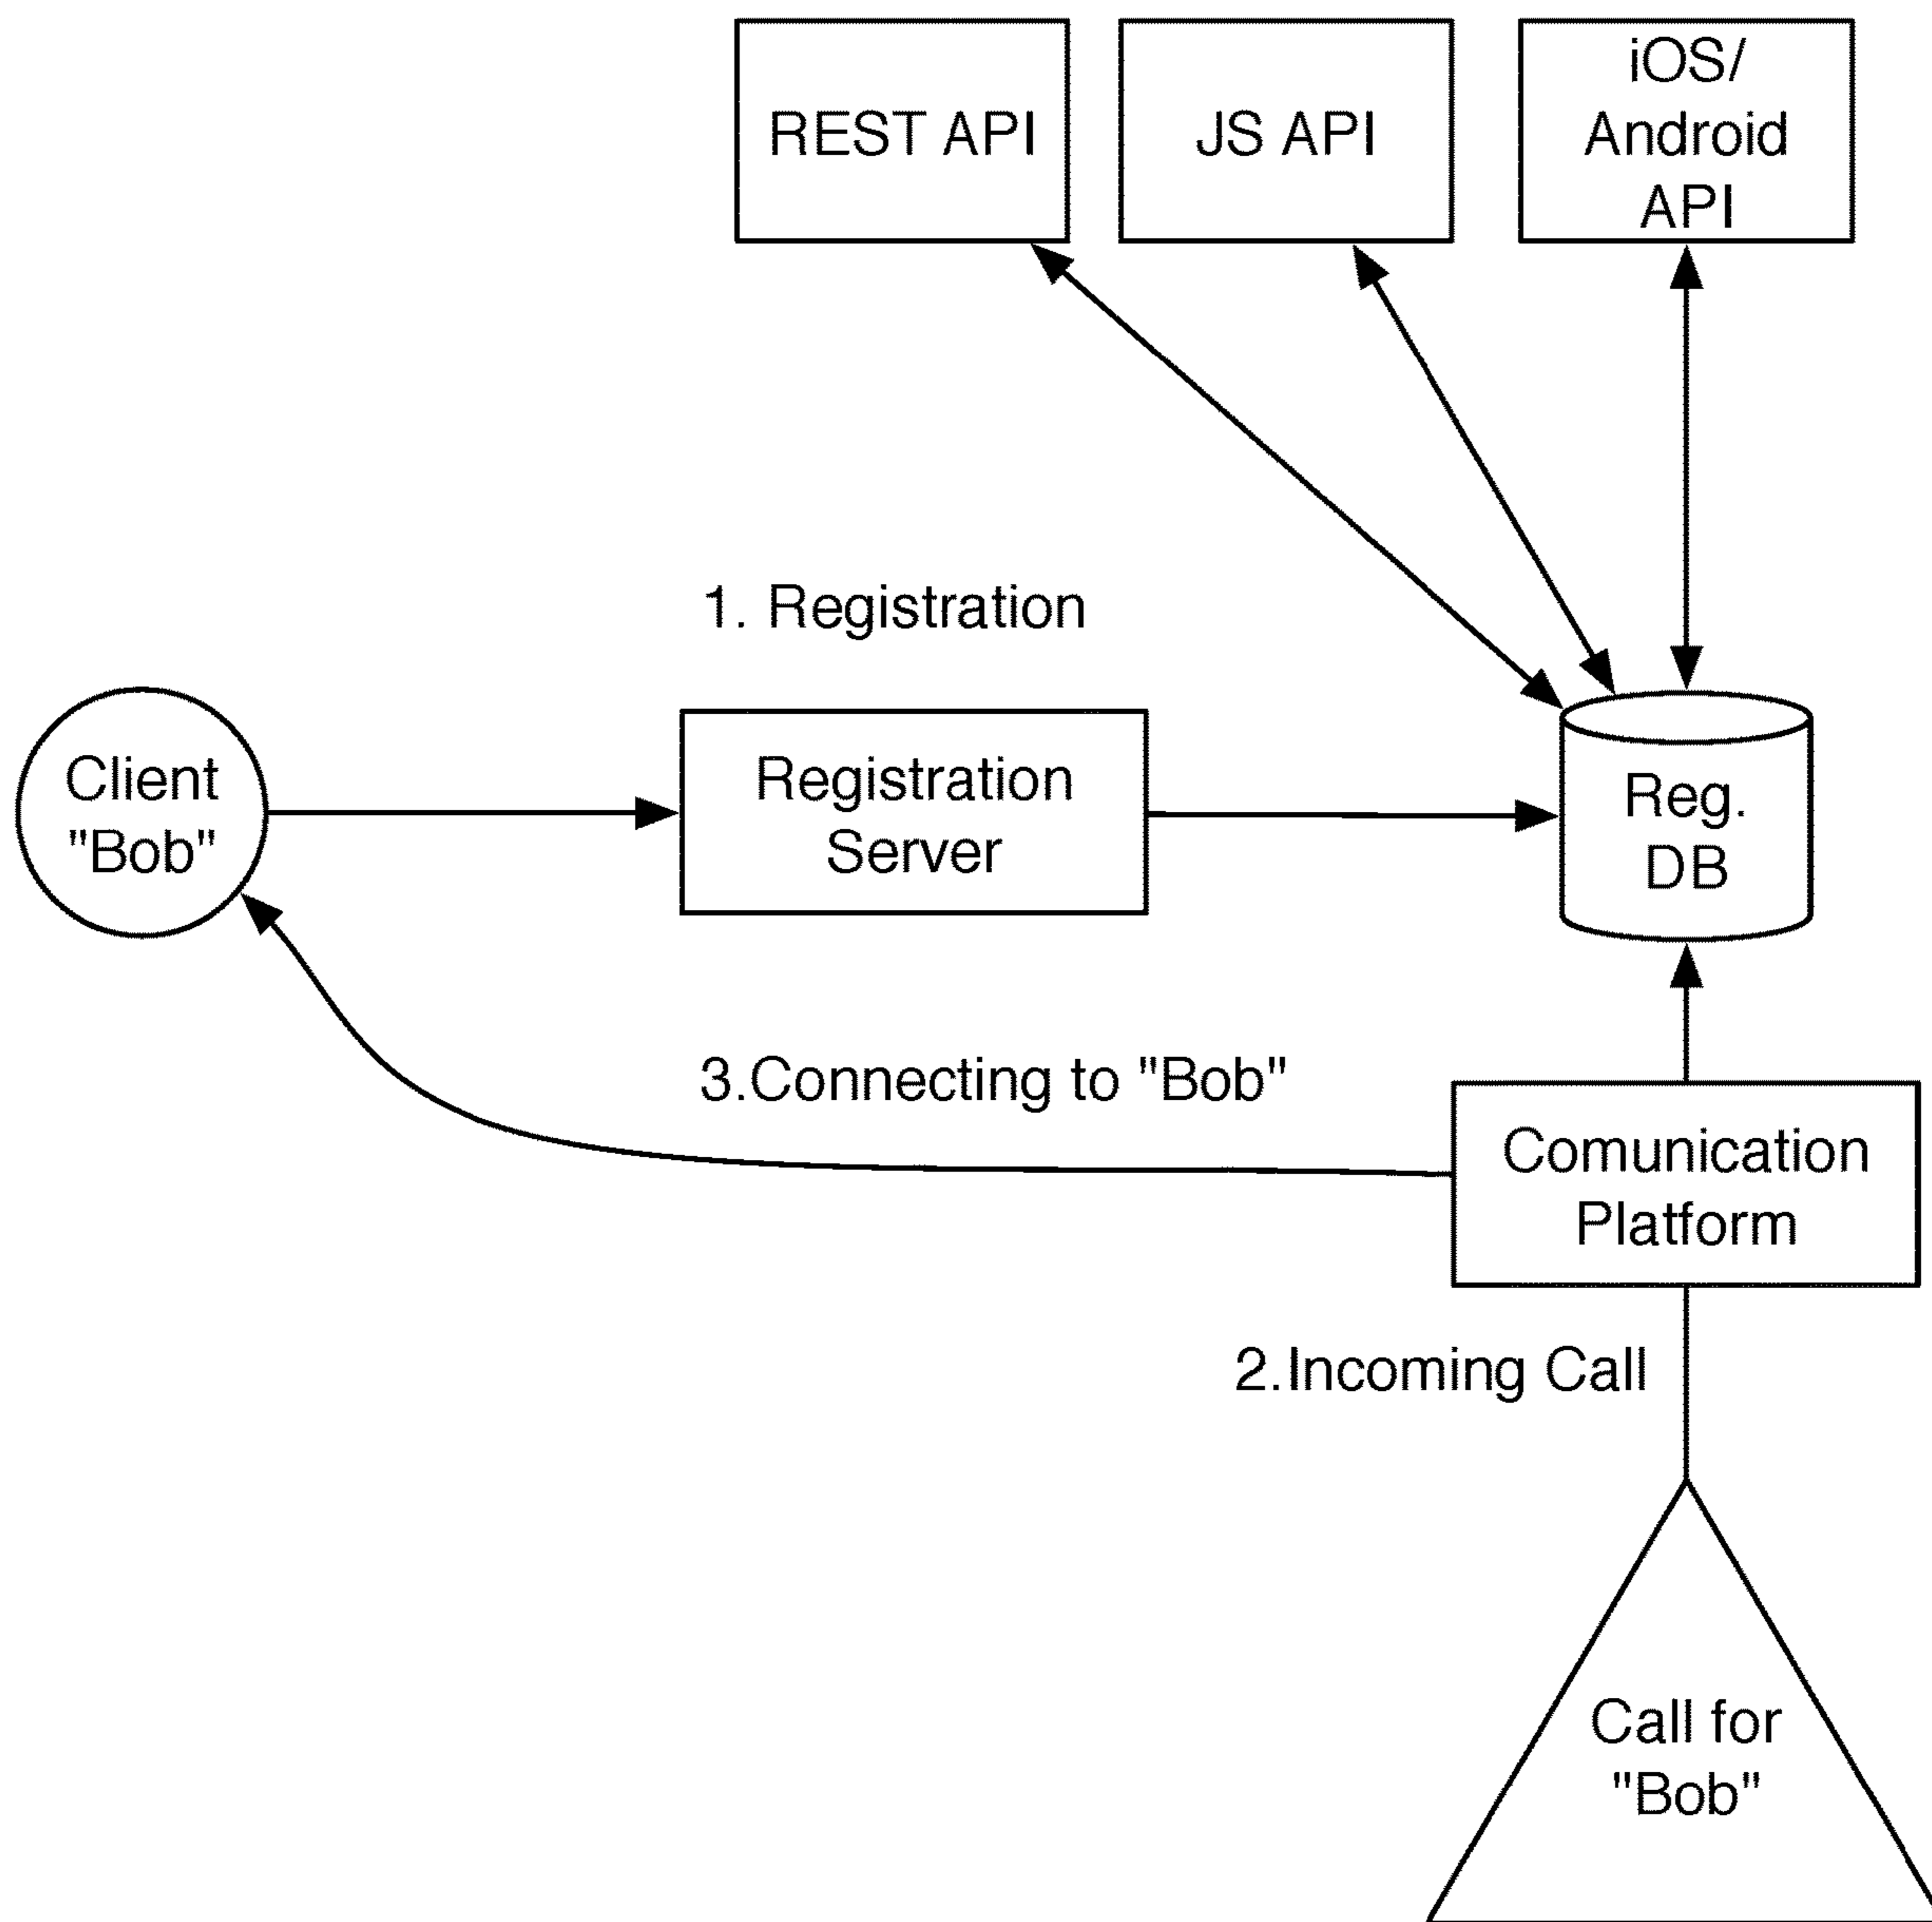 REST API
JS API
iOS/
Android
API
1. Registration
Client
"Bob"
Registration
Server
Reg.
DB
3.Connecting to "Bob"
Comunication
Platform
2.Incoming Call
Call for
"Bob"